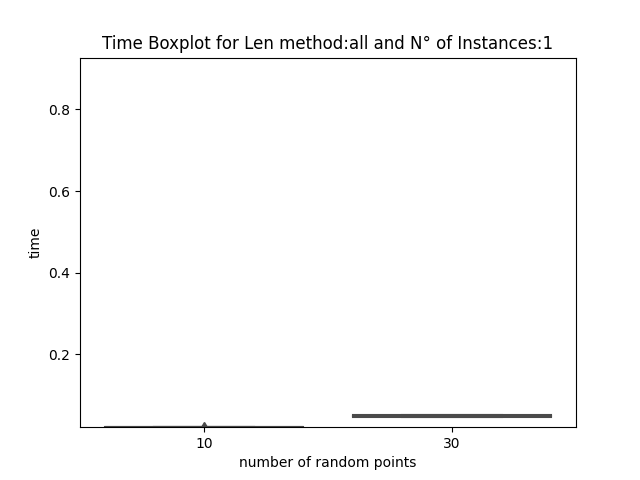 Time Boxplot for Len method:all and N° of Instances:1
0.8
0.6
time
0.4
0.2
10
30
number of random points